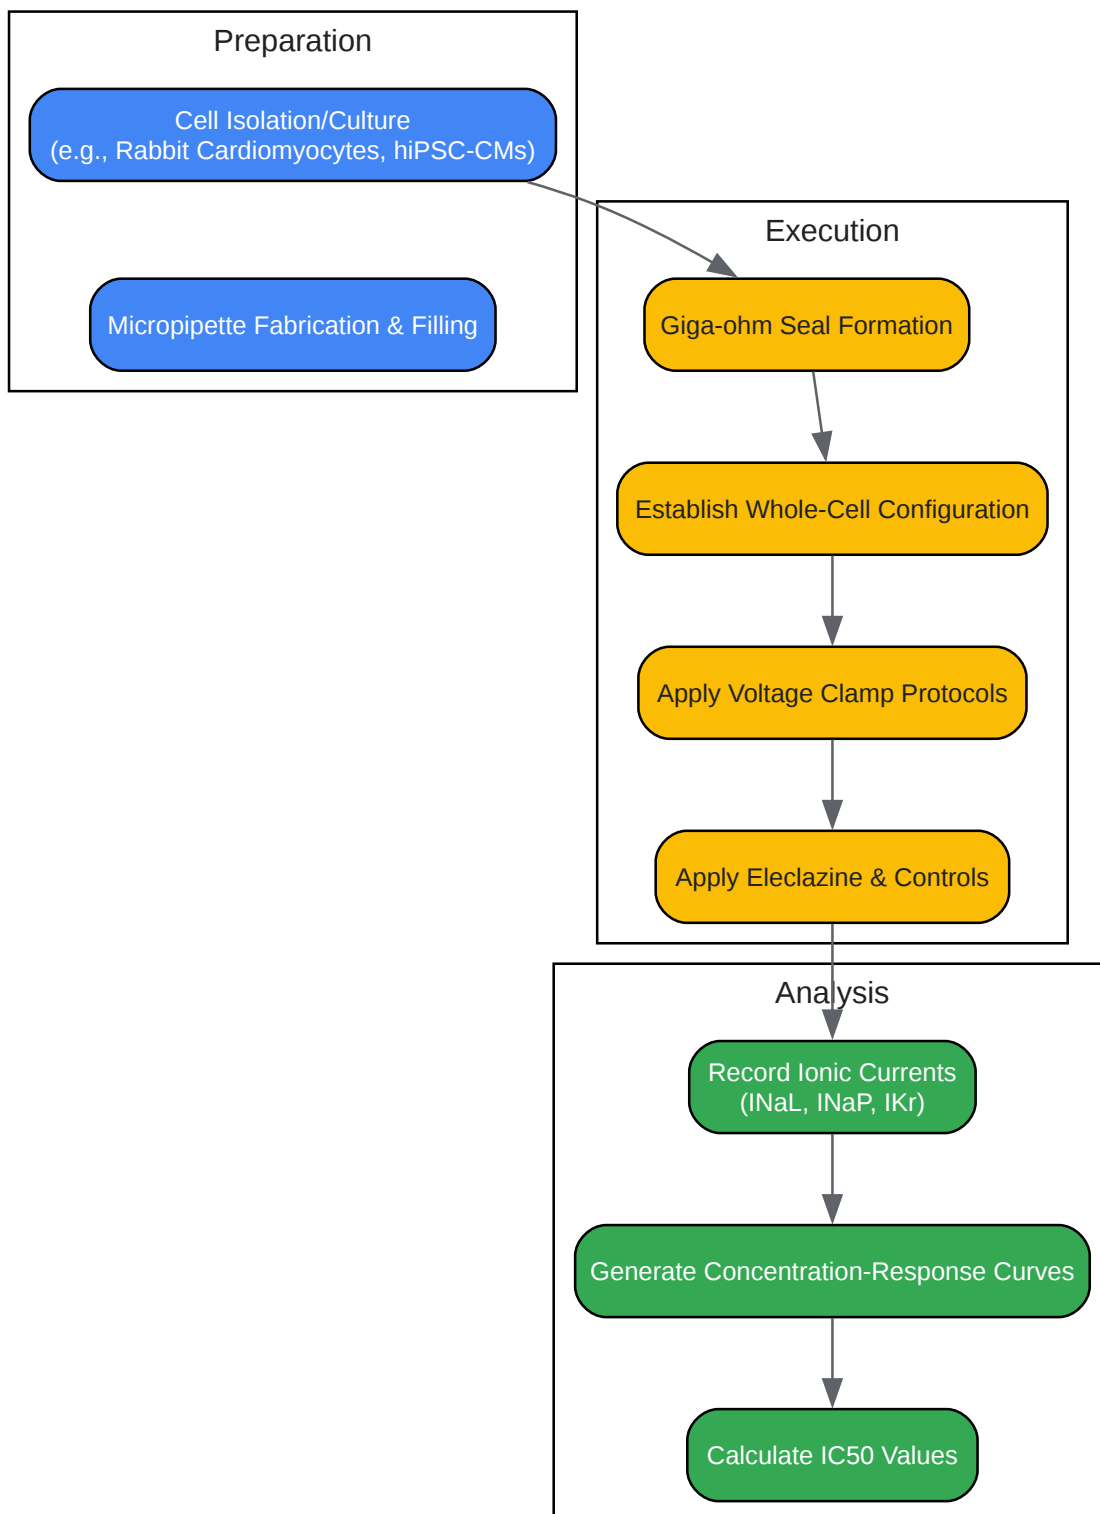 Preparation
Cell Isolation/Culture
(e.g., Rabbit Cardiomyocytes, hiPSC-CMs)
Micropipette Fabrication & Filling
Execution
Giga-ohm Seal Formation
Establish Whole-Cell Configuration
Apply Voltage Clamp Protocols
Apply Eleclazine & Controls
Analysis
Record Ionic Currents
(INaL, INaP, IKr)
Generate Concentration-Response Curves
Calculate IC50 Values